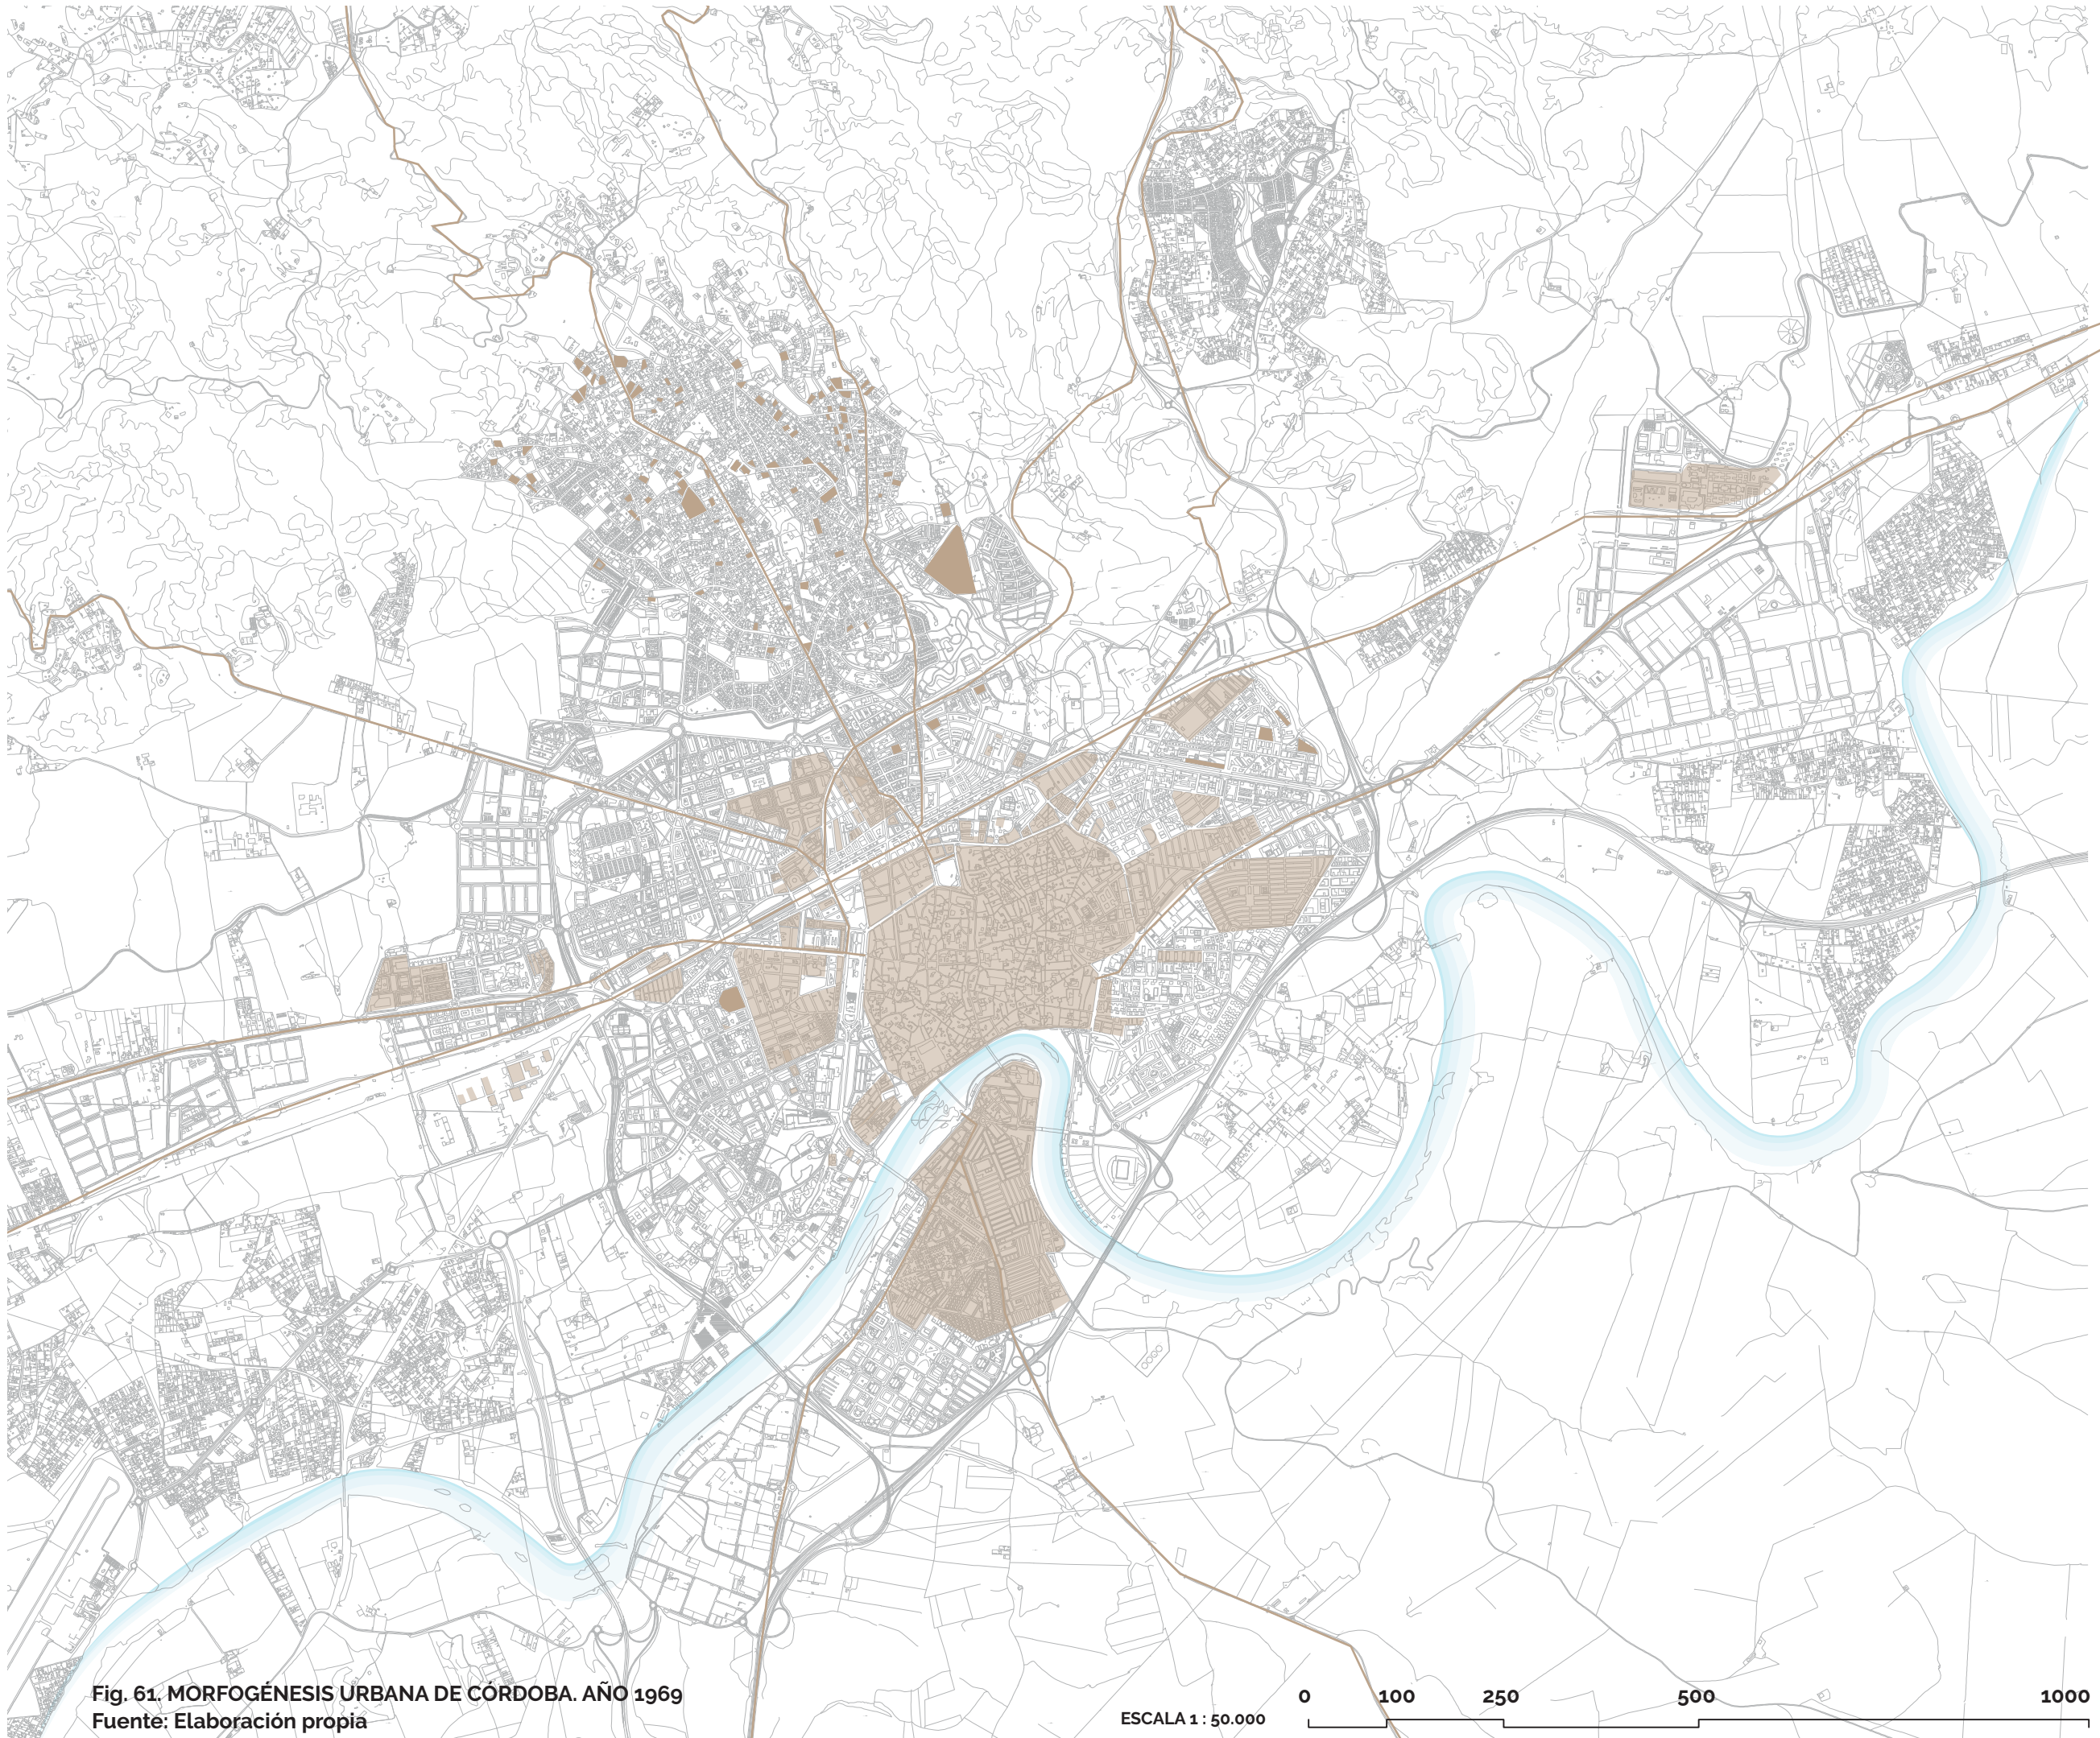 Fig. 61. MORFOGÉNESIS URBANA DE CÓRDOBA. AÑO 1969
Fuente: Elaboración propia
ESCALA 1 : 50.000
0 100 250 500 1000